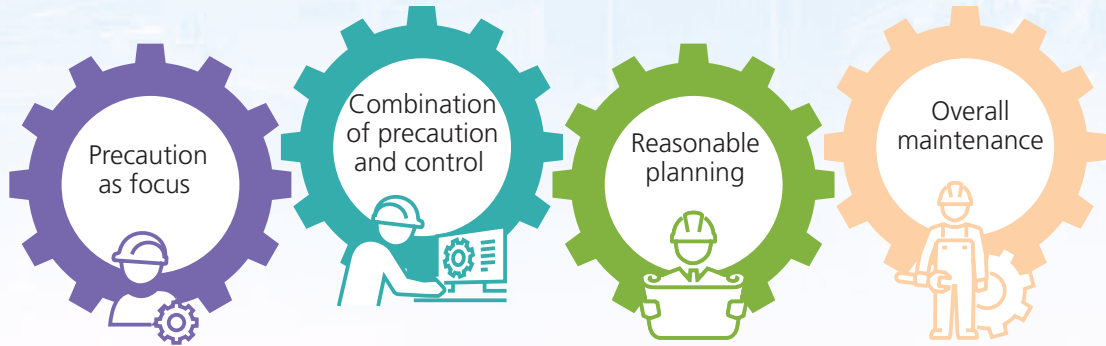 Precaution
as focus
Combination
of precaution
and control
Reasonable
planning
Overall
maintenance